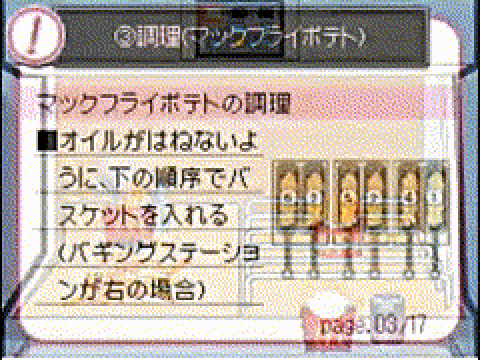 ③調理(マックフライポテト)
マックフライポテトの調理
■オイルがはねないよ
うに、下の順序でバ
スケットを入れる
(バギングステーショ
ンが右の場合)
page.03/17